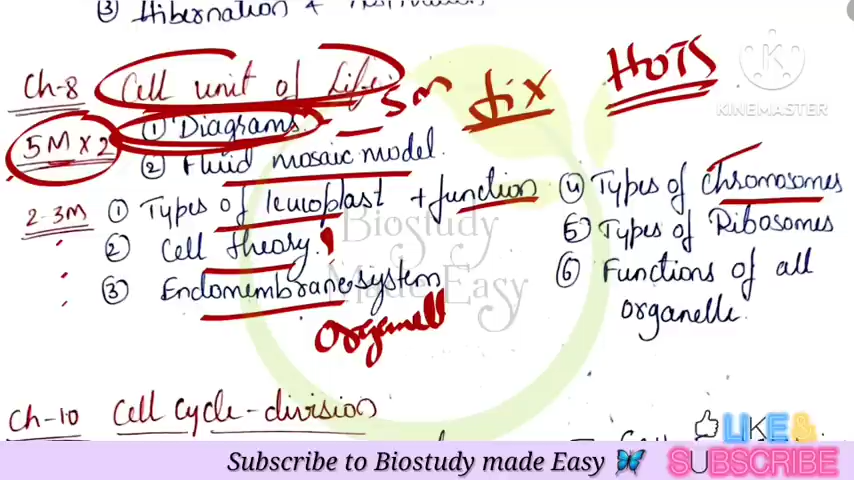 ③ Hibernation +
Ch-8 Cell unit of Life 5M fix HOTS
KINEMASTER
5M x 2 ① Diagrams
② Fluid mosaic model.
2-3M ① Types of leucoplast + function ④ Types of Chromosomes
② Cell theory. ⑤ Types of Ribosomes
③ Endomembrane system ⑥ Functions of all
organelle.
Organell
Biostudy
Made Easy
Ch-10 Cell Cycle-division
LIKE &
SUBSCRIBE
Subscribe to Biostudy made Easy